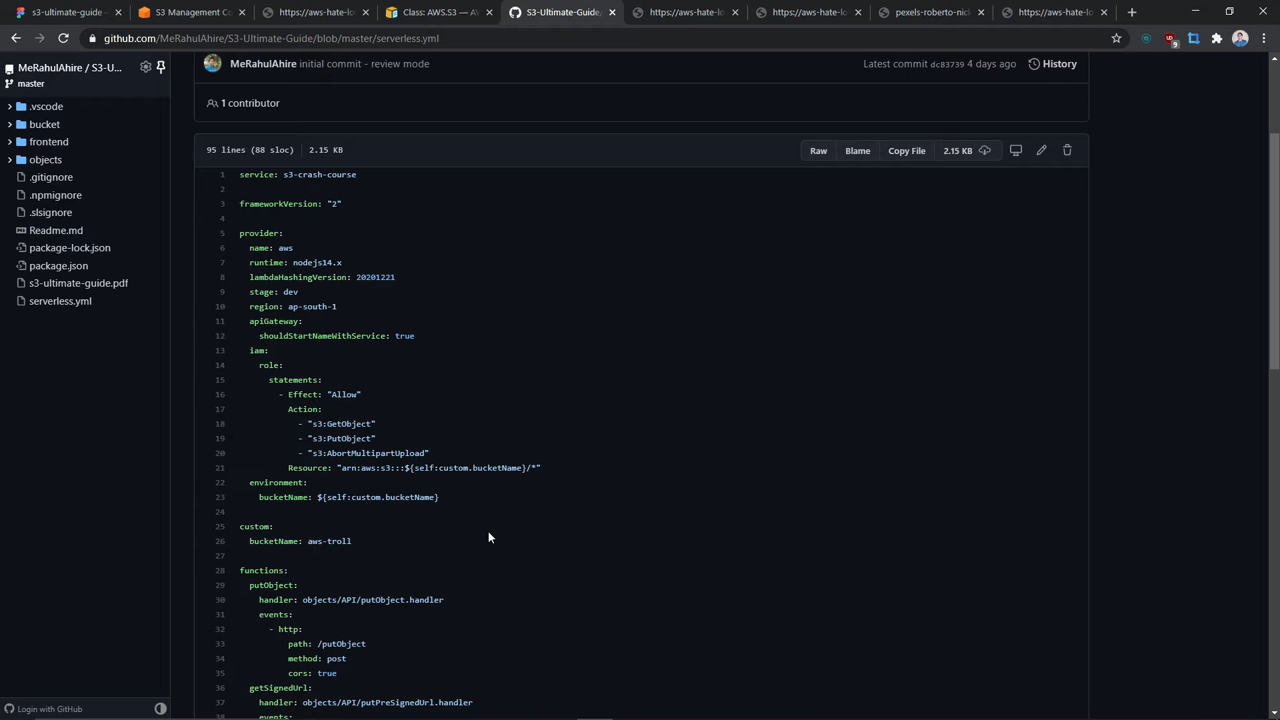 s3-ultimate-guide –
S3 Management Co
https://aws-hate-lo
Class: AWS.S3 — AV
S3-Ultimate-Guide/
https://aws-hate-lo
https://aws-hate-lo
pexels-roberto-nick
https://aws-hate-lo
github.com/MeRahulAhire/S3-Ultimate-Guide/blob/master/serverless.yml
9
MeRahulAhire / S3-U...
master
.vscode
bucket
frontend
objects
.gitignore
.npmignore
.slsignore
Readme.md
package-lock.json
package.json
s3-ultimate-guide.pdf
serverless.yml
Login with GitHub
MeRahulAhire initial commit - review mode
Latest commit dc83739 4 days ago
History
1 contributor
95 lines (88 sloc) 2.15 KB
Raw
Blame
Copy File
2.15 KB
1 service: s3-crash-course
2
3 frameworkVersion: "2"
4
5 provider:
6 name: aws
7 runtime: nodejs14.x
8 lambdaHashingVersion: 20201221
9 stage: dev
10 region: ap-south-1
11 apiGateway:
12 shouldStartNameWithService: true
13 iam:
14 role:
15 statements:
16 - Effect: "Allow"
17 Action:
18 - "s3:GetObject"
19 - "s3:PutObject"
20 - "s3:AbortMultipartUpload"
21 Resource: "arn:aws:s3:::${self:custom.bucketName}/*"
22 environment:
23 bucketName: ${self:custom.bucketName}
24
25 custom:
26 bucketName: aws-troll
27
28 functions:
29 putObject:
30 handler: objects/API/putObject.handler
31 events:
32 - http:
33 path: /putObject
34 method: post
35 cors: true
36 getSignedUrl:
37 handler: objects/API/putPreSignedUrl.handler
38 events: